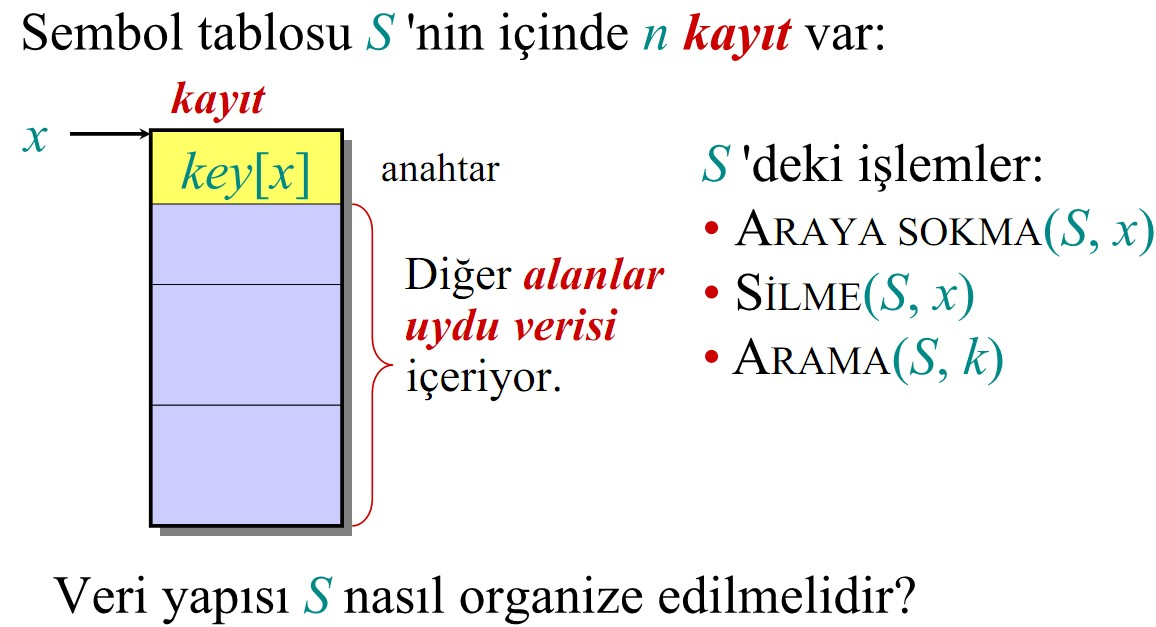 Sembol tablosu S 'nin içinde n kayıt var:
kayıt
x
key[x]
anahtar
Diğer alanlar
uydu verisi
içeriyor.
S 'deki işlemler:
• ARAYA SOKMA(S, x)
• SİLME(S, x)
• ARAMA(S, k)
Veri yapısı S nasıl organize edilmelidir?